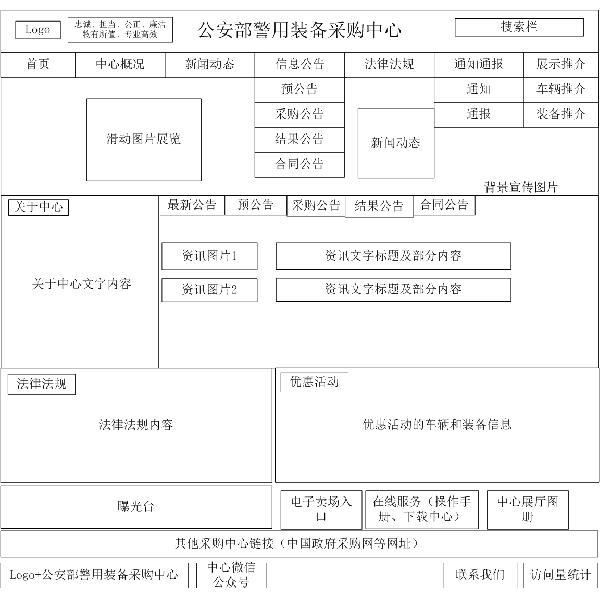 Logo
忠诚、担当、公正、廉洁
物有所值、专业高效
公安部警用装备采购中心
搜索栏
首页
中心概况
新闻动态
信息公告
法律法规
通知通报
展示推介
预公告
通知
车辆推介
采购公告
通报
装备推介
滑动图片展览
结果公告
新闻动态
合同公告
背景宣传图片
关于中心
最新公告
预公告
采购公告
结果公告
合同公告
资讯图片1
资讯文字标题及部分内容
关于中心文字内容
资讯图片2
资讯文字标题及部分内容
法律法规
优惠活动
法律法规内容
优惠活动的车辆和装备信息
曝光台
电子卖场入
口
在线服务（操作手
册、下载中心）
中心展厅图
册
其他采购中心链接（中国政府采购网等网址）
Logo+公安部警用装备采购中心
中心微信
公众号
联系我们
访问量统计